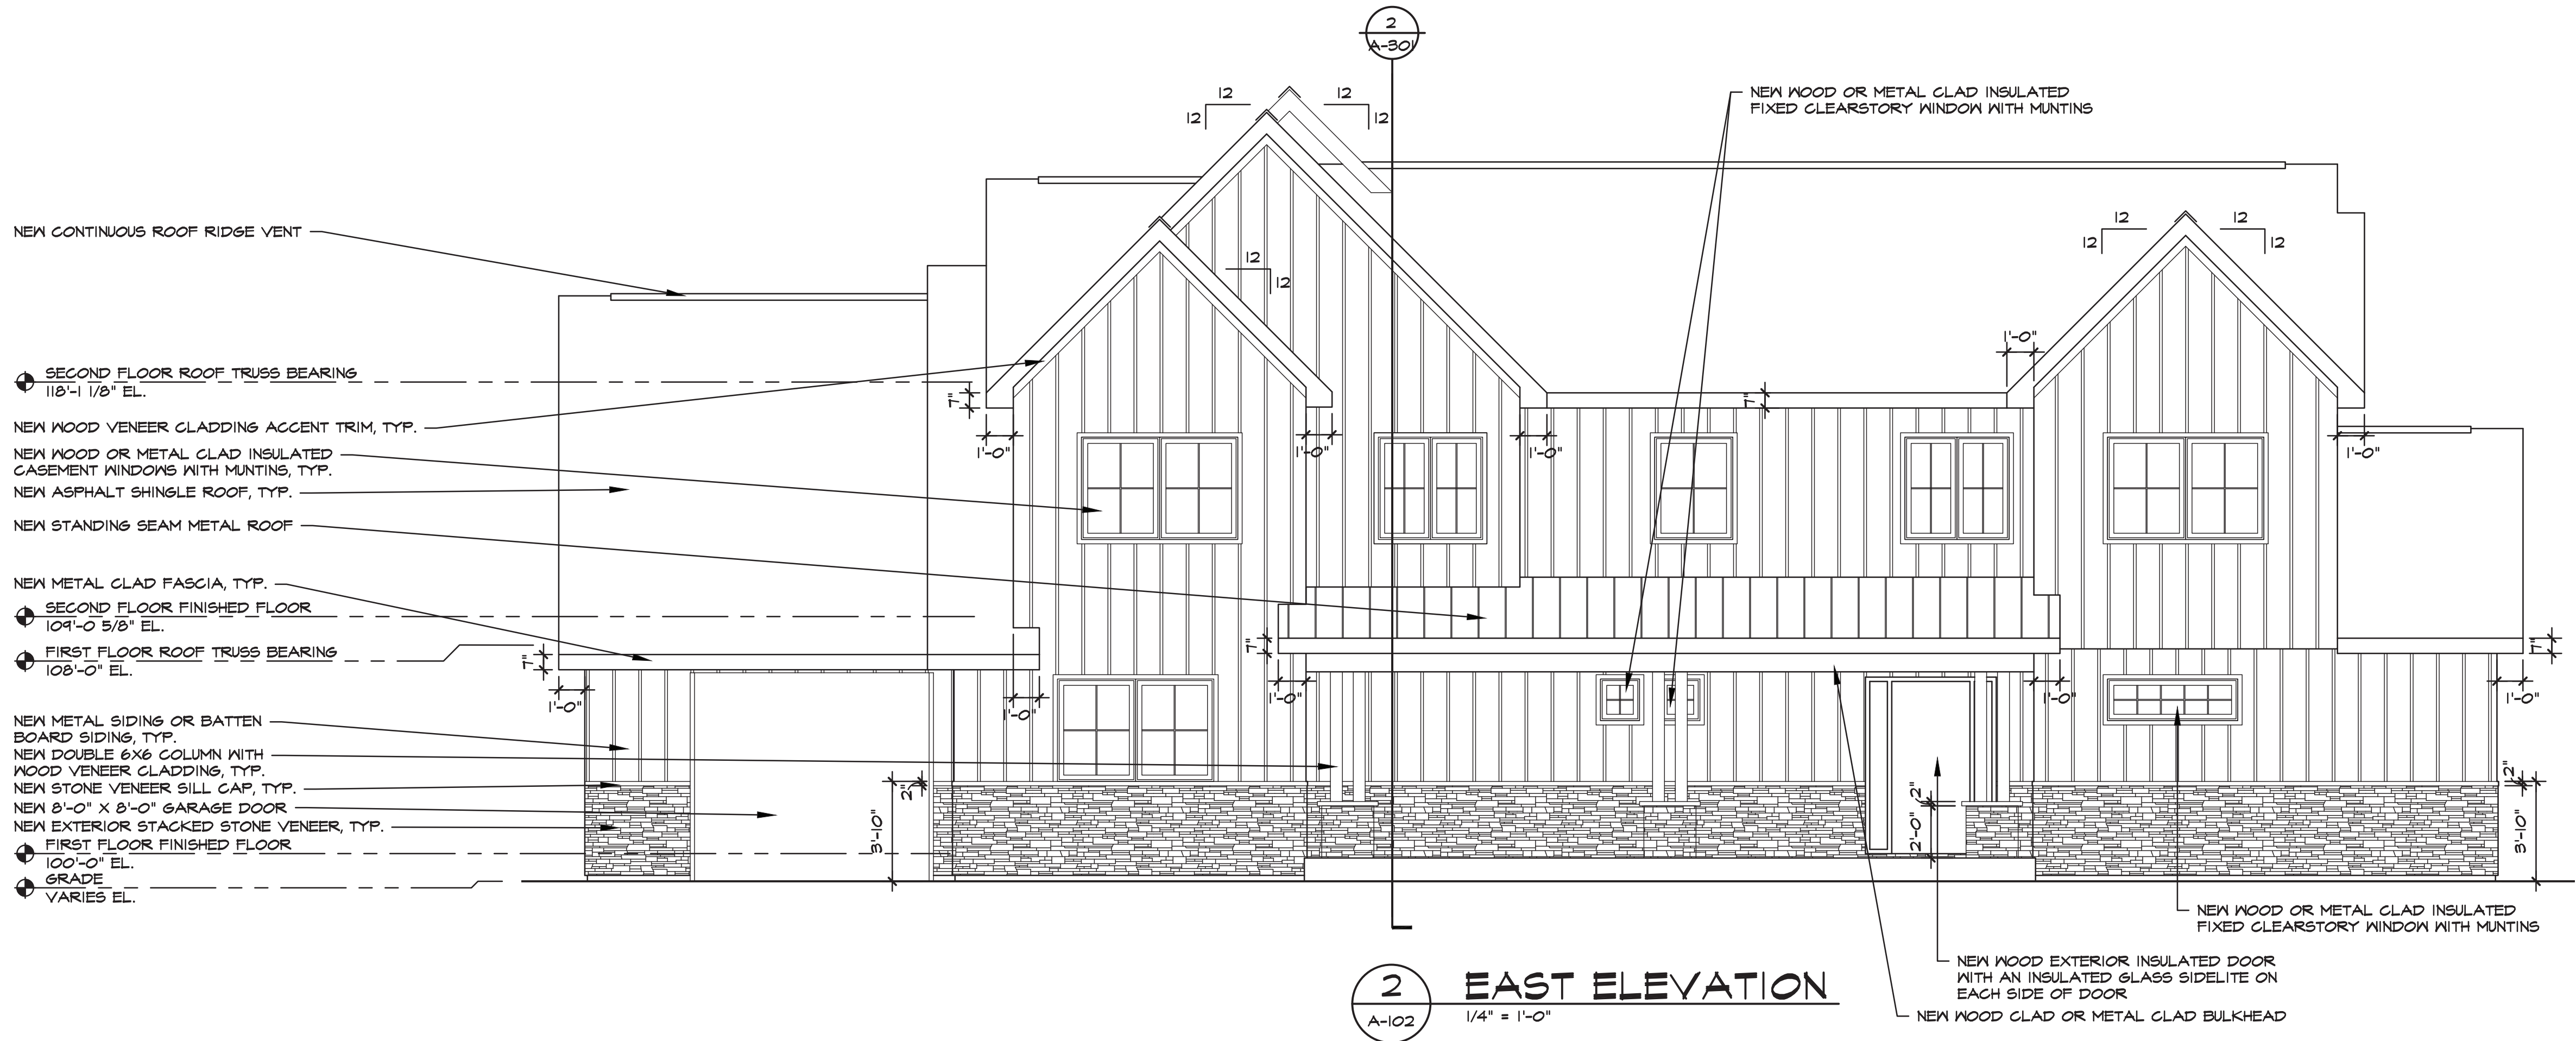 2
A-301
12
12
12
12
NEW WOOD OR METAL CLAD INSULATED
FIXED CLEARSTORY WINDOW WITH MUNTINS
12
12
12
12
NEW CONTINUOUS ROOF RIDGE VENT
12
12
1'-0"
SECOND FLOOR ROOF TRUSS BEARING
118'-1 1/8" EL.
7"
7"
NEW WOOD VENEER CLADDING ACCENT TRIM, TYP.
1'-0"
1'-0"
1'-0"
1'-0"
NEW WOOD OR METAL CLAD INSULATED
CASEMENT WINDOWS WITH MUNTINS, TYP.
NEW ASPHALT SHINGLE ROOF, TYP.
NEW STANDING SEAM METAL ROOF
NEW METAL CLAD FASCIA, TYP.
SECOND FLOOR FINISHED FLOOR
109'-0 5/8" EL.
FIRST FLOOR ROOF TRUSS BEARING
108'-0" EL.
7"
7"
7"
1'-0"
1'-0"
1'-0"
1'-0"
1'-0"
NEW METAL SIDING OR BATTEN
BOARD SIDING, TYP.
NEW DOUBLE 6X6 COLUMN WITH
WOOD VENEER CLADDING, TYP.
NEW STONE VENEER SILL CAP, TYP.
NEW 8'-0" X 8'-0" GARAGE DOOR
NEW EXTERIOR STACKED STONE VENEER, TYP.
2"
3'-10"
2"
2'-0"
2"
3'-10"
FIRST FLOOR FINISHED FLOOR
100'-0" EL.
GRADE
VARIES EL.
NEW WOOD OR METAL CLAD INSULATED
FIXED CLEARSTORY WINDOW WITH MUNTINS
NEW WOOD EXTERIOR INSULATED DOOR
WITH AN INSULATED GLASS SIDELITE ON
EACH SIDE OF DOOR
NEW WOOD CLAD OR METAL CLAD BULKHEAD
2
A-102
EAST ELEVATION
1/4" = 1'-0"